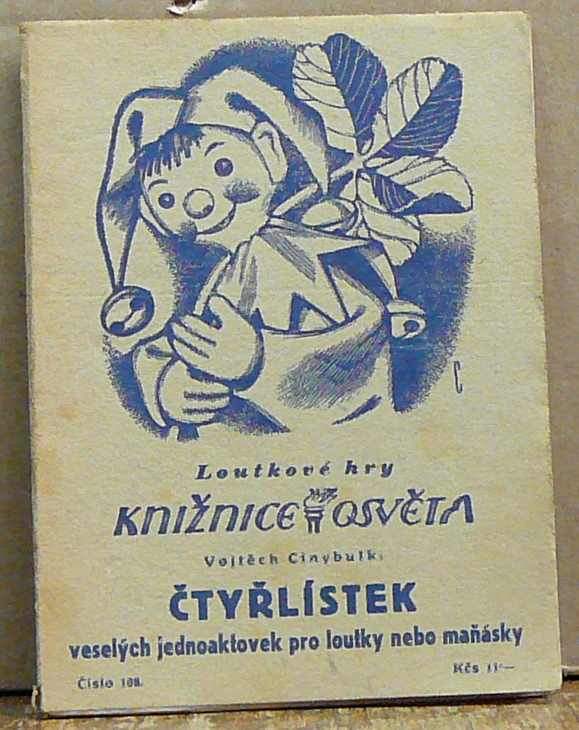 C
Loutkové hry
KNIŽNICE OSVĚTA
Vojtěch Cinybulk:
ČTYŘLÍSTEK
veselých jednoaktovek pro loutky nebo maňásky
Číslo 108.
Kčs 11·—